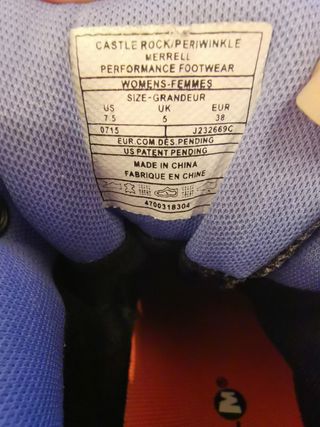 CASTLE ROCK/PERIWINKLE
MERRELL
PERFORMANCE FOOTWEAR
WOMENS-FEMMES
SIZE-GRANDEUR
US UK EUR
7.5 5 38
0715 J232669C
EUR.COM DES.PENDING
US PATENT PENDING
MADE IN CHINA
FABRIQUE EN CHINE
4700318304
M